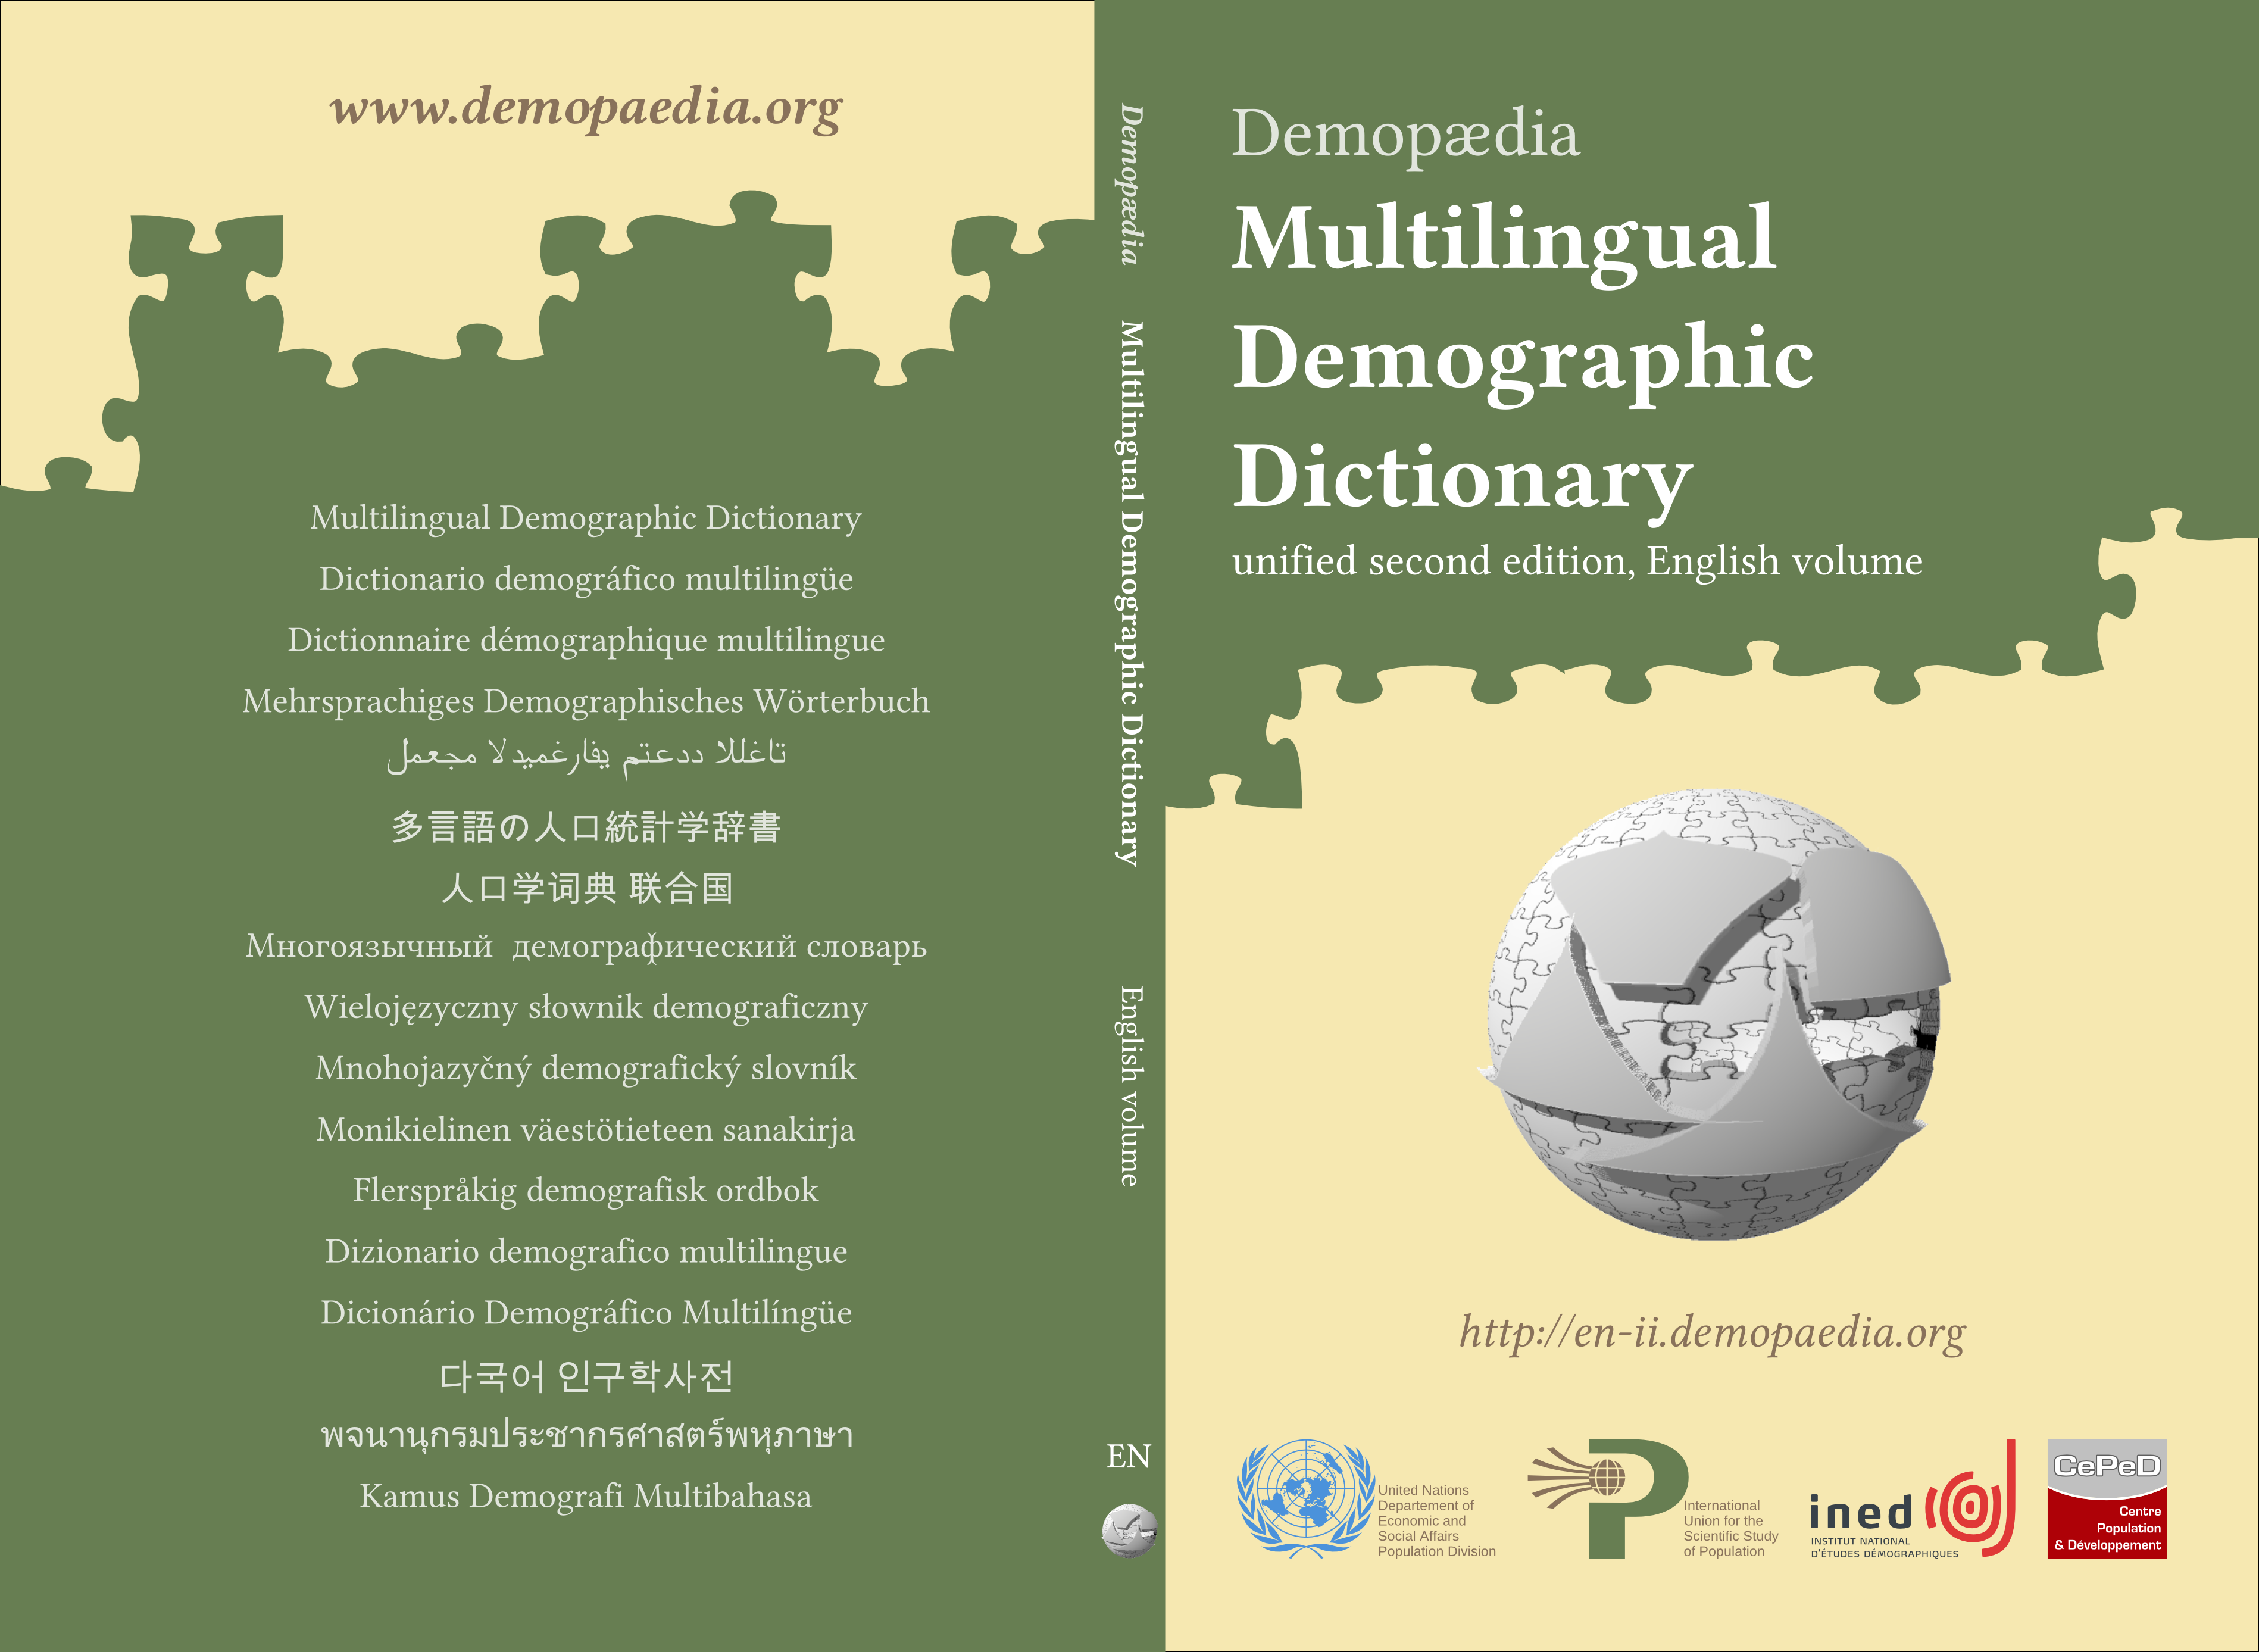 www.demopaedia.org
Multilingual Demographic Dictionary
Dictionario demográfico multilingüe
Dictionnaire démographique multilingue
Mehrsprachiges Demographisches Wörterbuch
تاغللا ددعتم يفارغميدلا مجعمل
多言語の人口統計学辞書
人口学词典 联合国
Многоязычный демографический словарь
Wielojęzyczny słownik demograficzny
Mnohojazyčný demografický slovník
Monikielinen väestötieteen sanakirja
Flerspråkig demografisk ordbok
Dizionario demografico multilingue
Dicionário Demográfico Multilíngüe
다국어 인구학사전
พจนานุกรมประชากรศาสตร์พหุภาษา
Kamus Demografi Multibahasa
Demopædia Multilingual Demographic Dictionary English volume
EN
Demopædia
Multilingual
Demographic
Dictionary
unified second edition, English volume
http://en-ii.demopaedia.org
United Nations
Departement of
Economic and
Social Affairs
Population Division
International
Union for the
Scientific Study
of Population
ined
INSTITUT NATIONAL
D'ÉTUDES DÉMOGRAPHIQUES
CePeD
Centre
Population
& Développement